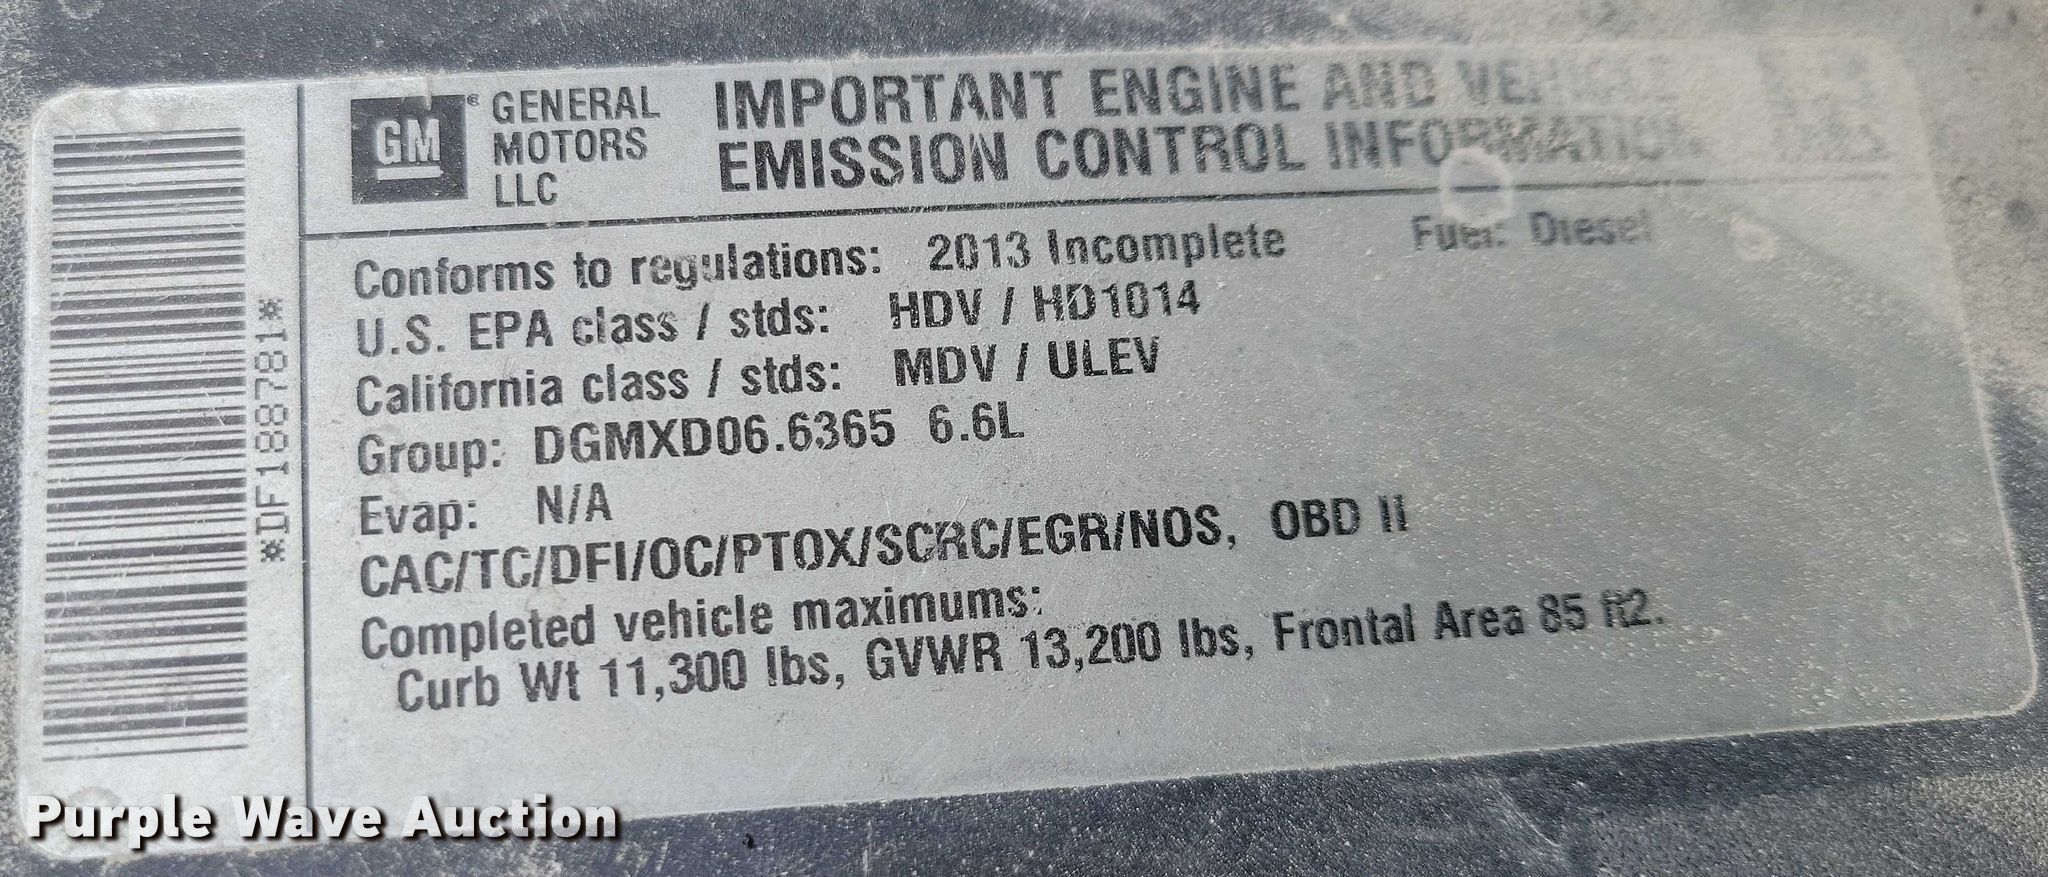 *DF188781*
GM
GENERAL
MOTORS
LLC
IMPORTANT ENGINE AND VEHICLE
EMISSION CONTROL INFORMATION
Conforms to regulations: 2013 Incomplete Fuel: Diesel
U.S. EPA class / stds: HDV / HD1014
California class / stds: MDV / ULEV
Group: DGMXD06.6365 6.6L
Evap: N/A
CAC/TC/DFI/OC/PTOX/SCRC/EGR/NOS, OBD II
Completed vehicle maximums:
Curb Wt 11,300 lbs, GVWR 13,200 lbs, Frontal Area 85 ft2.
Purple Wave Auction